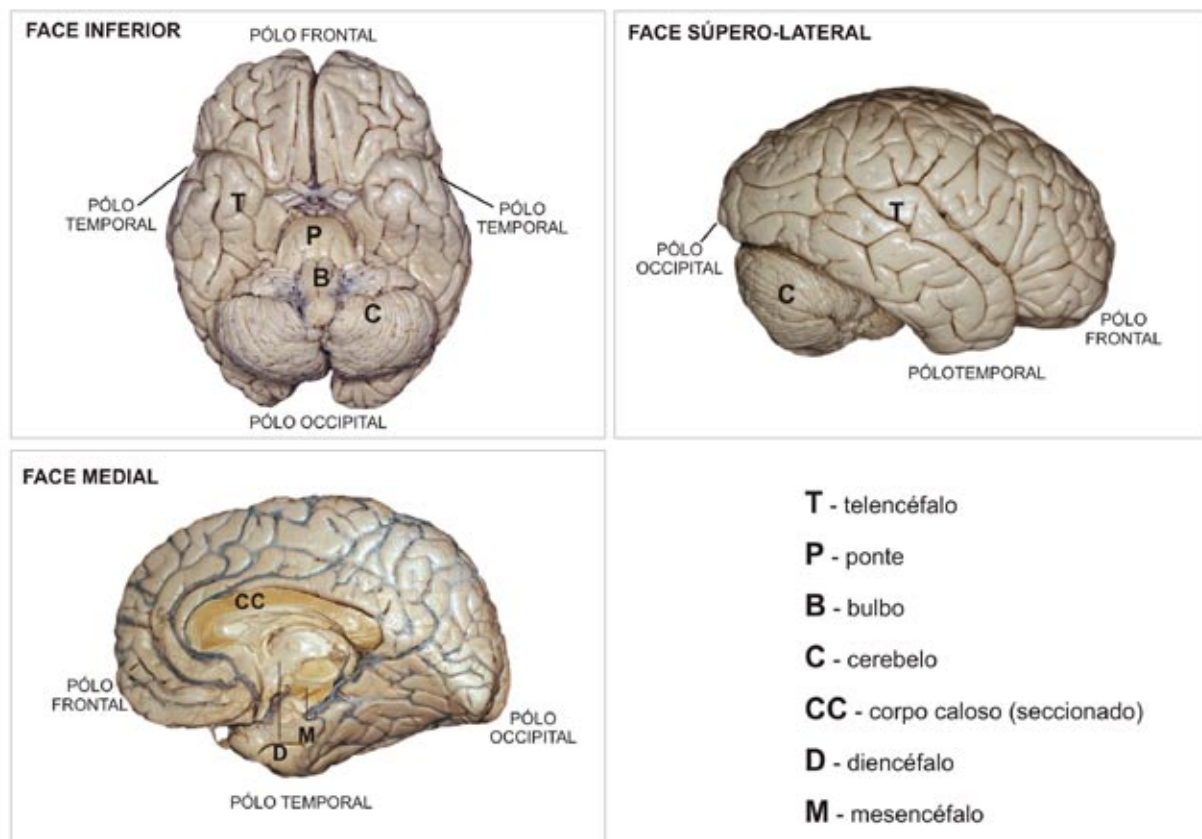 FACE INFERIOR
PÓLO FRONTAL
PÓLO
TEMPORAL
T
P
B
C
PÓLO
TEMPORAL
PÓLO OCCIPITAL
FACE SÚPERO-LATERAL
T
PÓLO
OCCIPITAL
C
PÓLO
FRONTAL
PÓLOTEMPORAL
FACE MEDIAL
CC
PÓLO
FRONTAL
M
D
PÓLO
OCCIPITAL
PÓLO TEMPORAL
T - telencéfalo
P - ponte
B - bulbo
C - cerebelo
CC - corpo caloso (seccionado)
D - diencéfalo
M - mesencéfalo